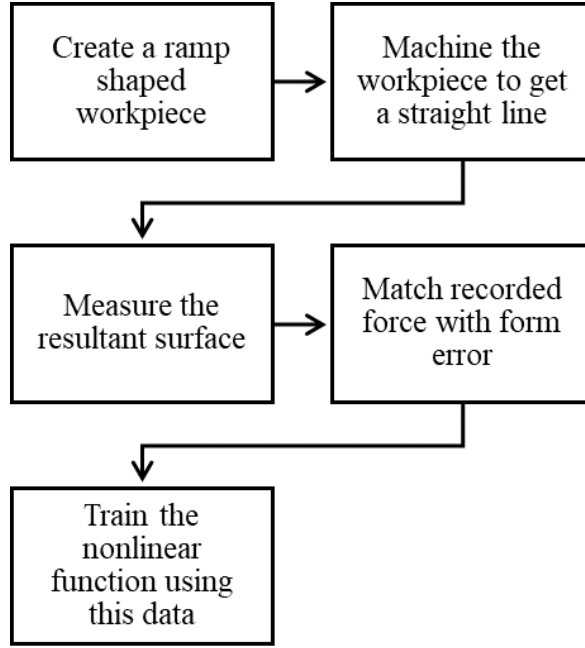 Create a ramp
shaped
workpiece
Machine the
workpiece to get
a straight line
Measure the
resultant surface
Match recorded
force with form
error
Train the
nonlinear
function using
this data